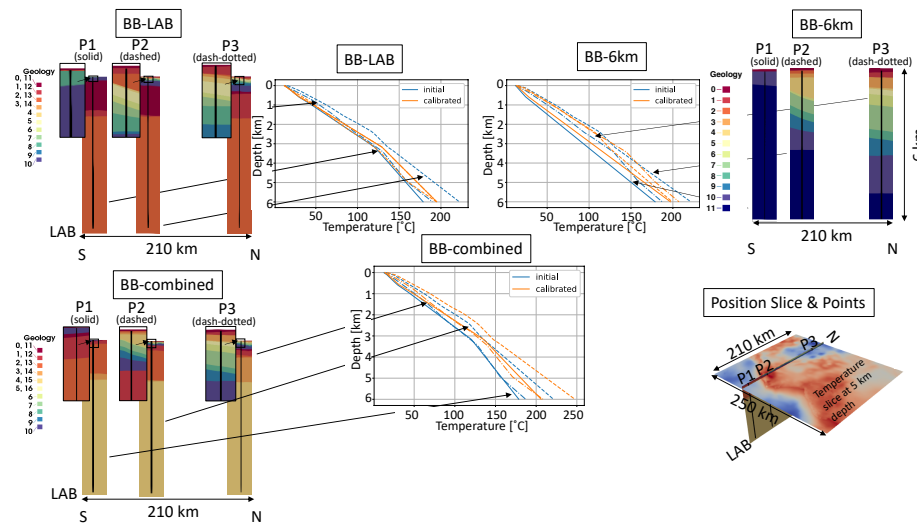 BB-LAB
P1
(solid)
P2
(dashed)
P3
(dash-dotted)
Geology
0, 11
1, 12
2, 13
3, 14
4
5
6
7
8
9
10
LAB
210 km
S
N
BB-LAB
initial
calibrated
Depth [km]
0
1
2
3
4
5
6
50
100
150
200
Temperature [˚C]
BB-6km
initial
calibrated
Depth [km]
0
1
2
3
4
5
6
50
100
150
200
Temperature [˚C]
BB-6km
P1
(solid)
P2
(dashed)
P3
(dash-dotted)
Geology
0
1
2
3
4
5
6
7
8
9
10
11
6 km
210 km
S
N
BB-combined
P1
(solid)
P2
(dashed)
P3
(dash-dotted)
Geology
0, 11
1, 12
2, 13
3, 14
4, 15
5, 16
6
7
8
9
10
LAB
210 km
S
N
BB-combined
initial
calibrated
Depth [km]
0
1
2
3
4
5
6
50
100
150
200
250
Temperature [˚C]
Position Slice & Points
210 km
P1
P2
P3
N
250 km
Temperature
slice at 5 km
depth
LAB